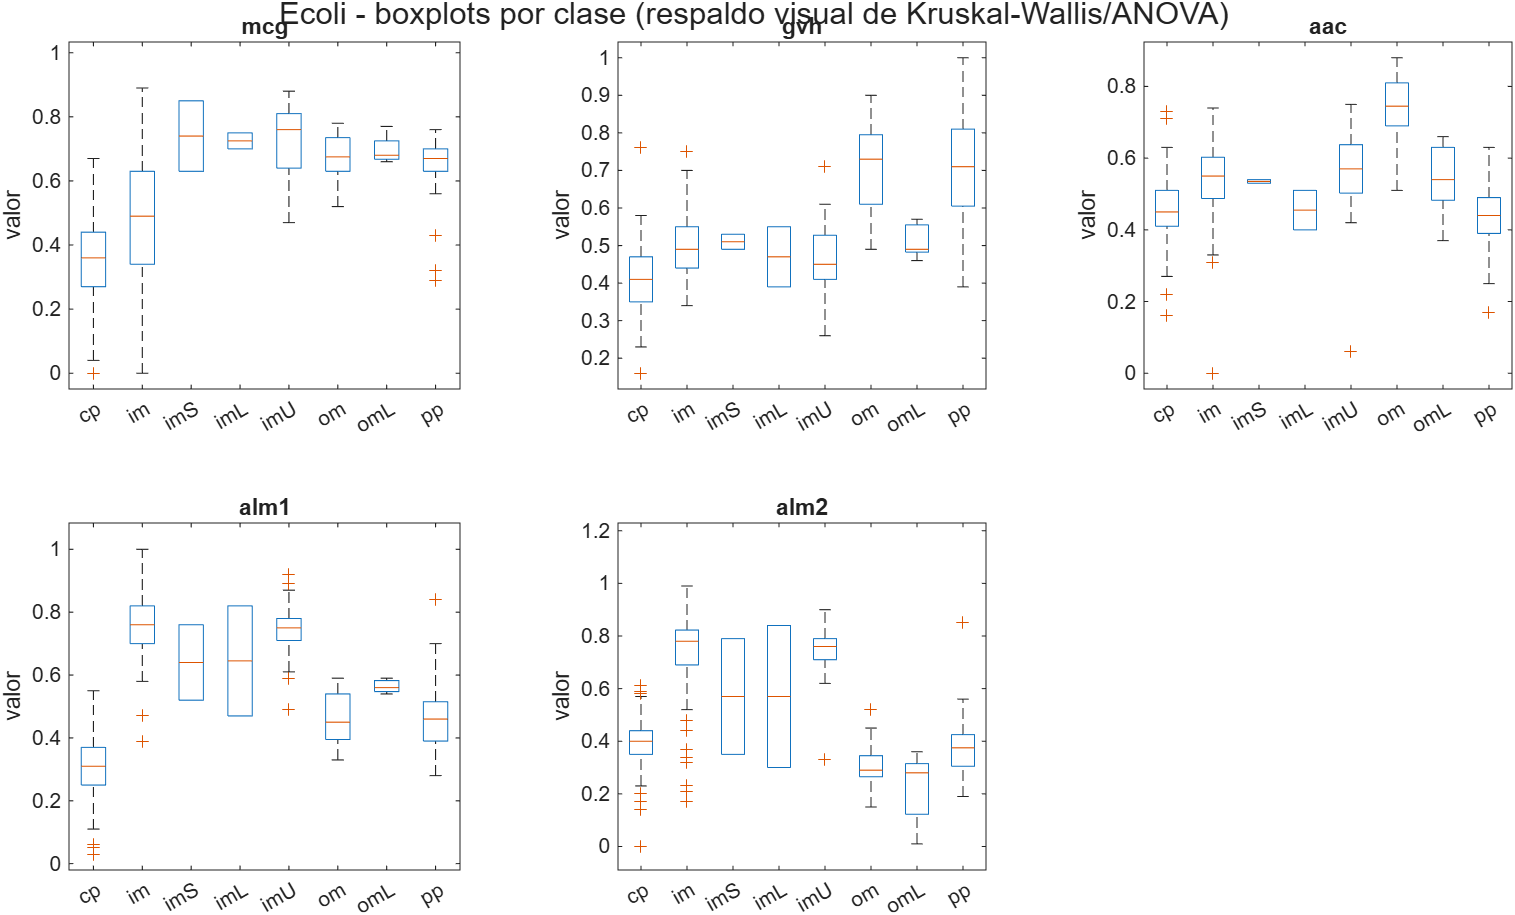 Ecoli - boxplots por clase (respaldo visual de Kruskal-Wallis/ANOVA)
mcg
valor
1
0.8
0.6
0.4
0.2
0
cp im imS imL imU om omL pp
gvh
valor
1
0.9
0.8
0.7
0.6
0.5
0.4
0.3
0.2
cp im imS imL imU om omL pp
aac
valor
0.8
0.6
0.4
0.2
0
cp im imS imL imU om omL pp
alm1
valor
1
0.8
0.6
0.4
0.2
0
cp im imS imL imU om omL pp
alm2
valor
1.2
1
0.8
0.6
0.4
0.2
0
cp im imS imL imU om omL pp